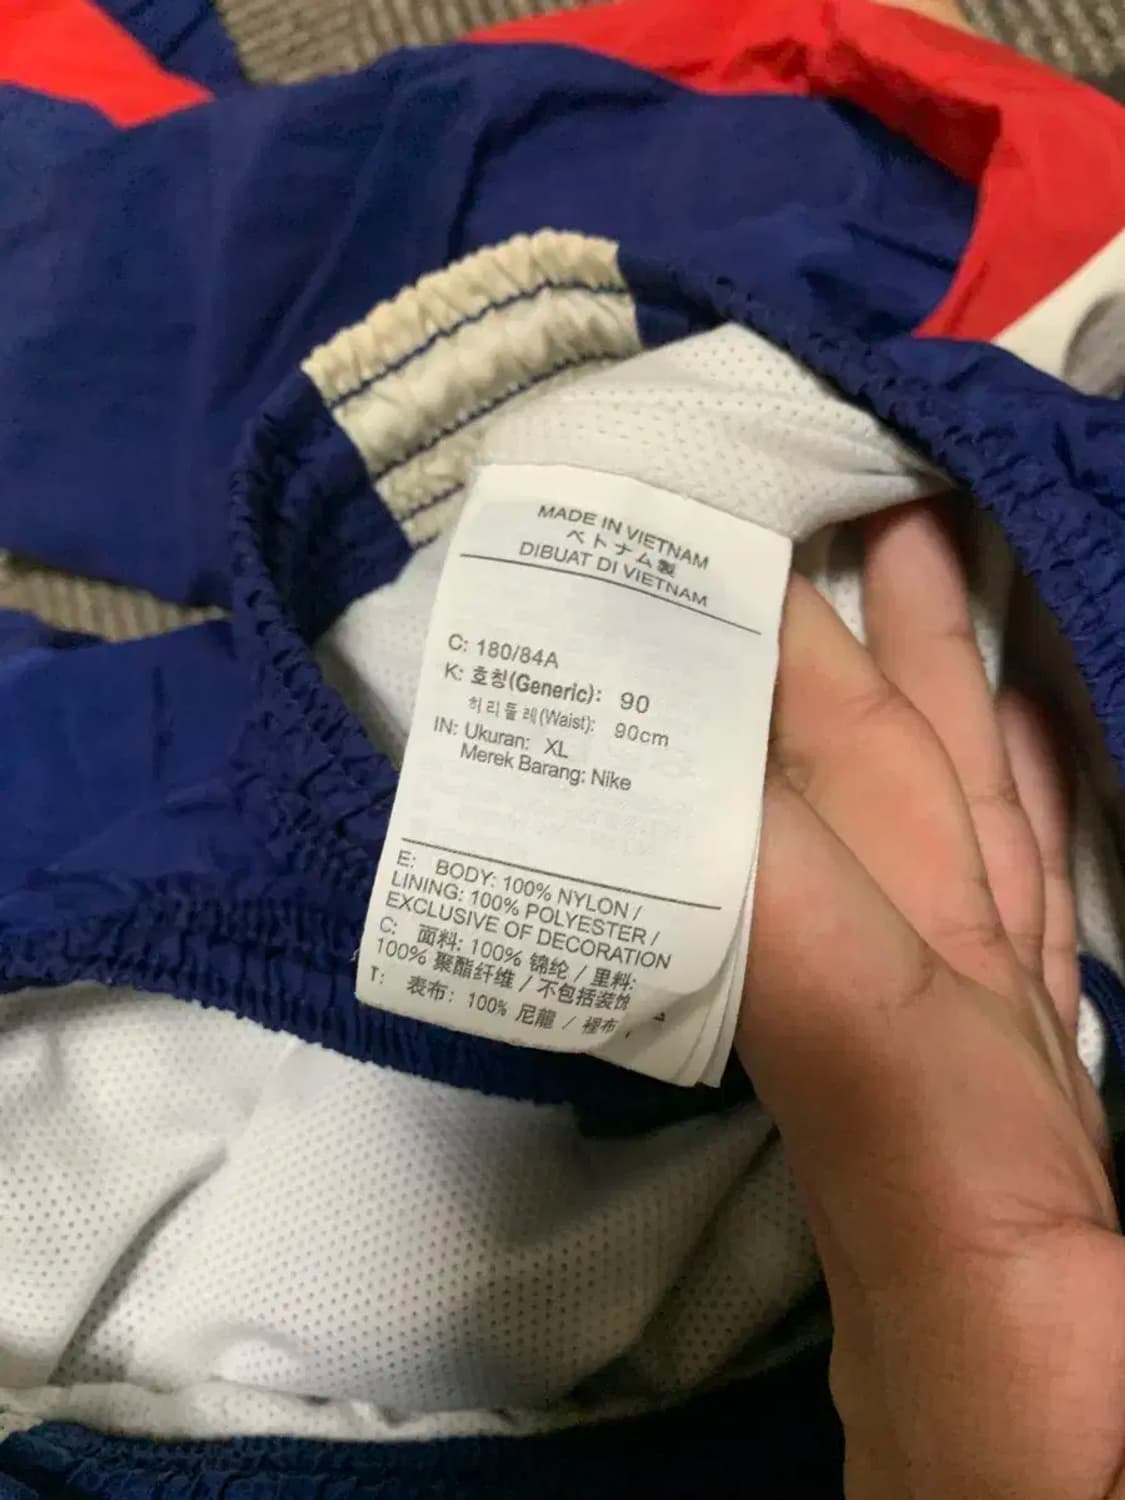 MADE IN VIETNAM
ベトナム製
DIBUAT DI VIETNAM
C: 180/84A
K: 호칭(Generic): 90
허리둘레(Waist): 90cm
IN: Ukuran: XL
Merek Barang: Nike
E: BODY: 100% NYLON /
LINING: 100% POLYESTER /
EXCLUSIVE OF DECORATION
C: 面料: 100% 锦纶 / 里料:
100% 聚酯纤维 / 不包括装饰
T: 表布: 100% 尼龍 / 裡布